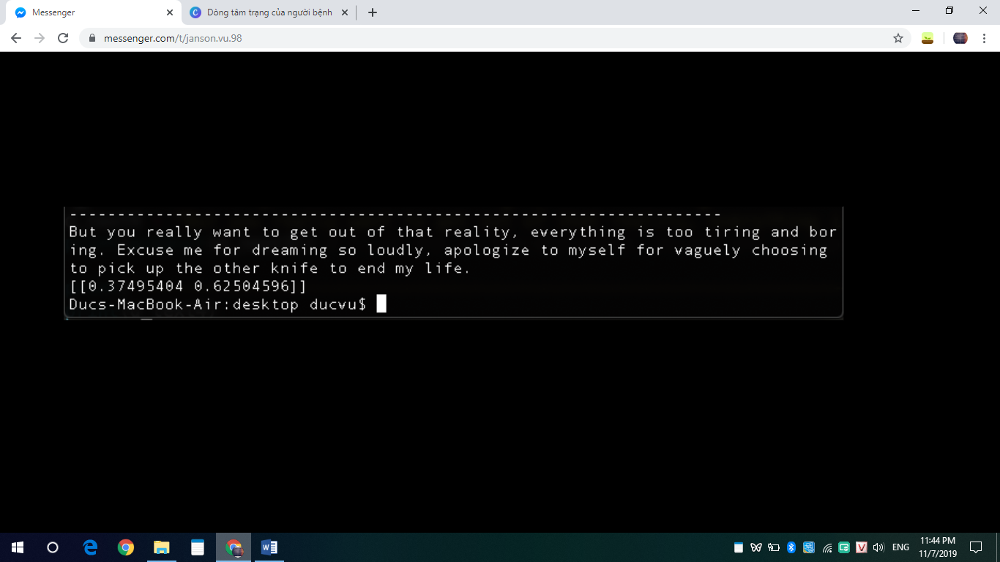 Messenger
Dòng tâm trạng của người bệnh
messenger.com/t/janson.vu.98
--------------------------------------------------------------------
But you really want to get out of that reality, everything is too tiring and bor
ing. Excuse me for dreaming so loudly, apologize to myself for vaguely choosing
to pick up the other knife to end my life.
[[0.37495404 0.62504596]]
Ducs-MacBook-Air:desktop ducvu$
ENG
11:44 PM
11/7/2019